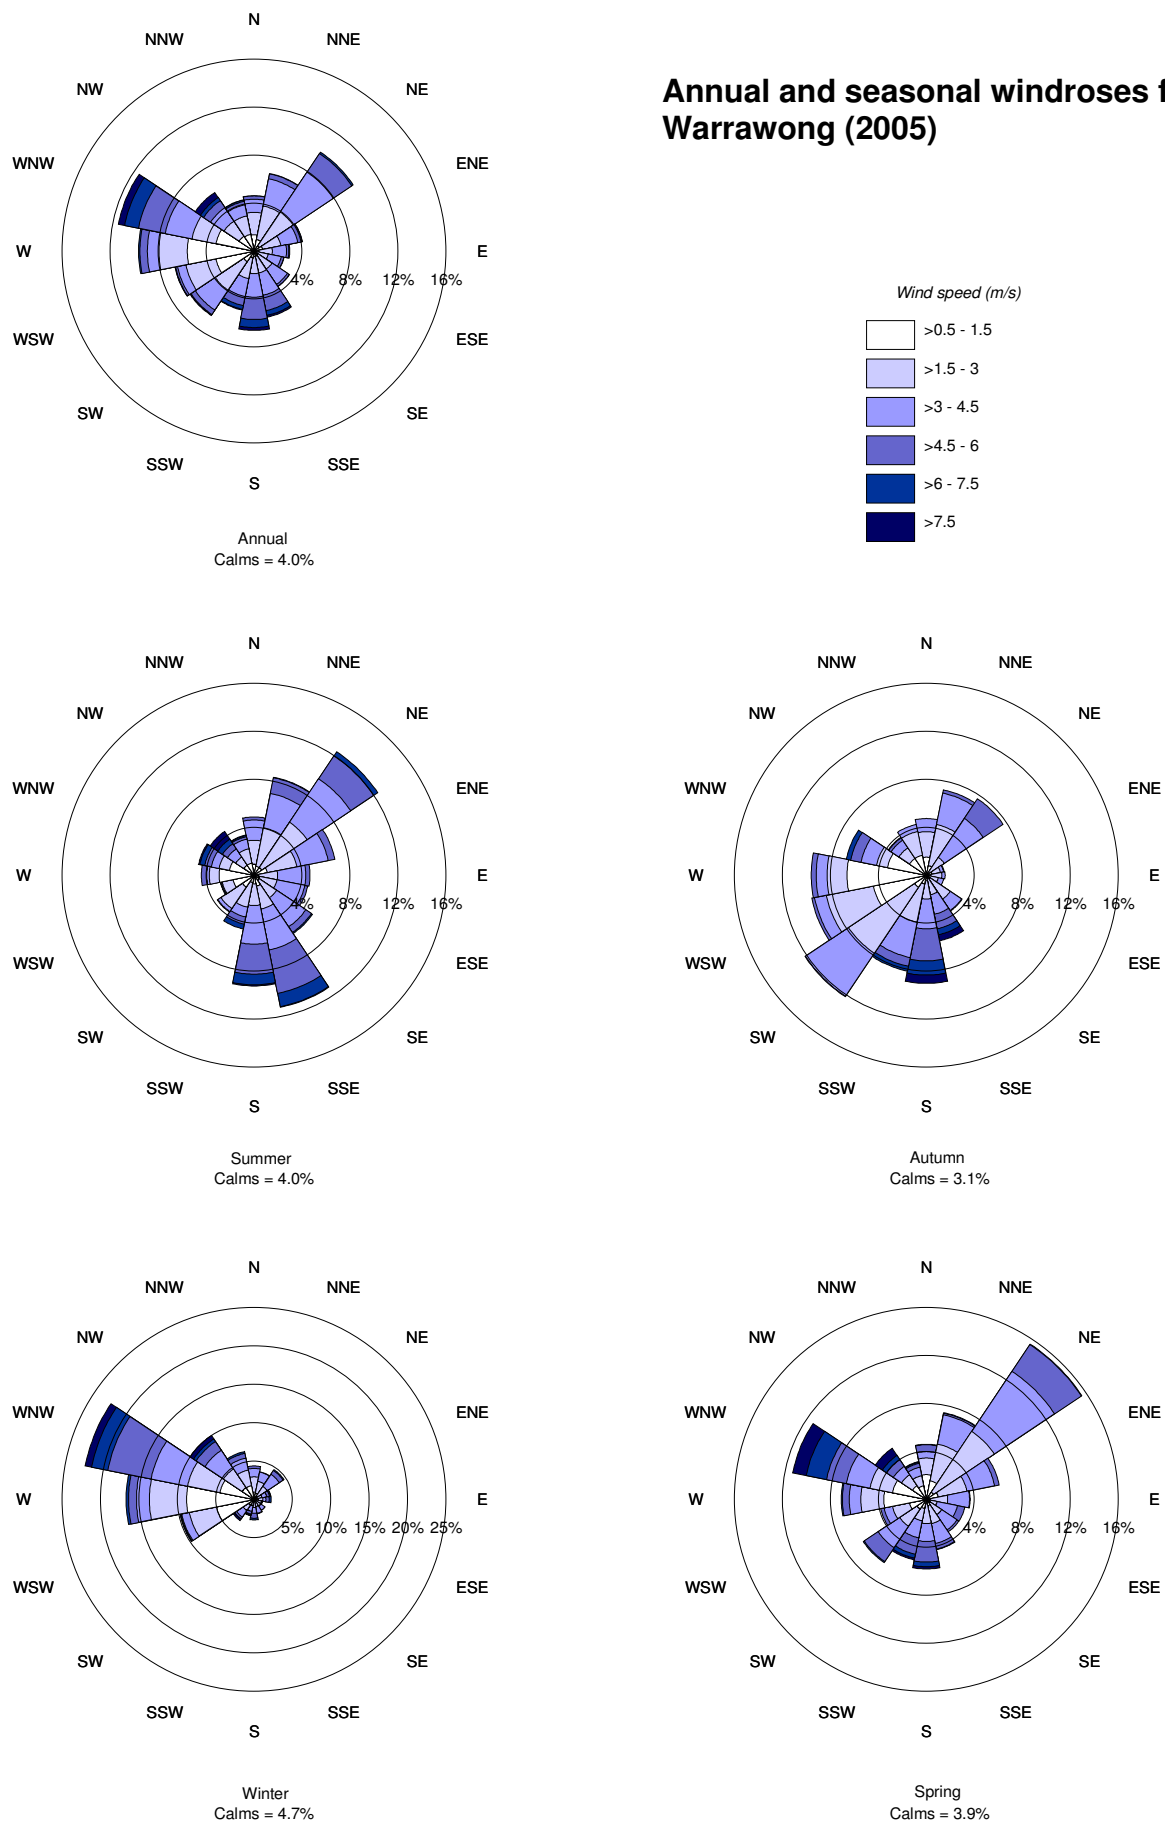 Annual and seasonal windroses f
Warrawong (2005)
N
NNW
NNE
NW
NE
WNW
ENE
W
E
4%
8%
12%
16%
WSW
ESE
SW
SE
SSW
SSE
S
Annual
Calms = 4.0%
Wind speed (m/s)
>0.5 - 1.5
>1.5 - 3
>3 - 4.5
>4.5 - 6
>6 - 7.5
>7.5
N
NNW
NNE
NW
NE
WNW
ENE
W
E
4%
8%
12%
16%
WSW
ESE
SW
SE
SSW
SSE
S
Summer
Calms = 4.0%
N
NNW
NNE
NW
NE
WNW
ENE
W
E
4%
8%
12%
16%
WSW
ESE
SW
SE
SSW
SSE
S
Autumn
Calms = 3.1%
N
NNW
NNE
NW
NE
WNW
ENE
W
E
5%
10%
15%
20%
25%
WSW
ESE
SW
SE
SSW
SSE
S
Winter
Calms = 4.7%
N
NNW
NNE
NW
NE
WNW
ENE
W
E
4%
8%
12%
16%
WSW
ESE
SW
SE
SSW
SSE
S
Spring
Calms = 3.9%